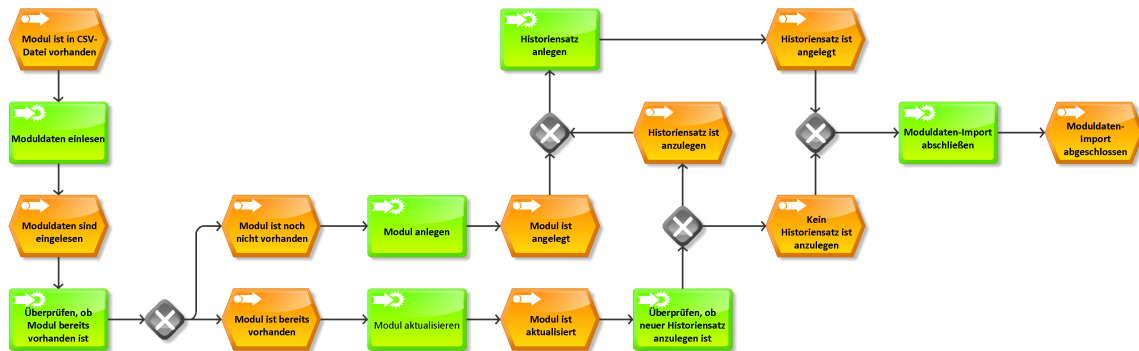 Modul ist in CSV-
Datei vorhanden
Historiensatz
anlegen
Historiensatz ist
angelegt
Moduldaten einlesen
Historiensatz ist
anzulegen
Moduldaten-Import
abschließen
Moduldaten-
Import
abgeschlossen
Moduldaten sind
eingelesen
Modul ist noch
nicht vorhanden
Modul anlegen
Modul ist
angelegt
Kein
Historiensatz ist
anzulegen
Überprüfen, ob
Modul bereits
vorhanden ist
Modul ist bereits
vorhanden
Modul aktualisieren
Modul ist
aktualisiert
Überprüfen, ob
neuer Historiensatz
anzulegen ist